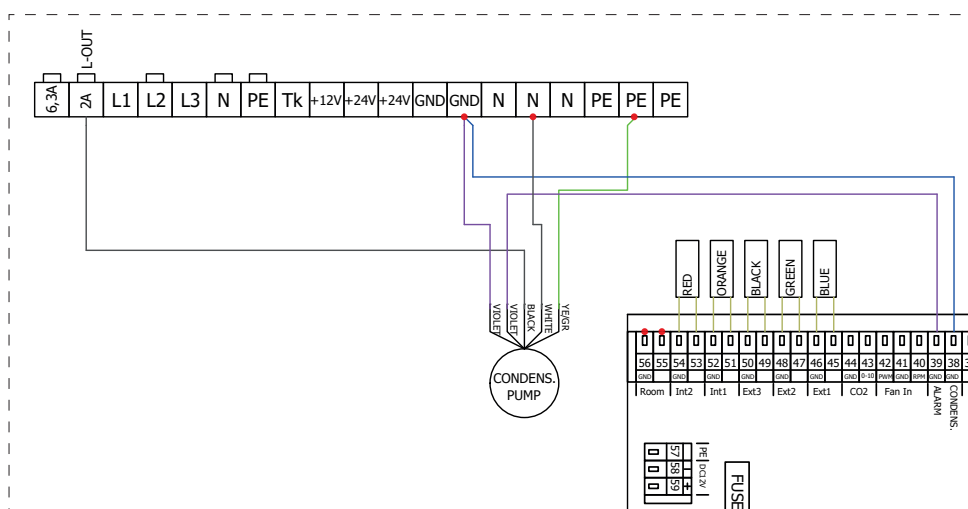 L-OUT
6,3A 2A L1 L2 L3 N PE Tk +12V +24V +24V GND GND N N N PE PE PE
RED ORANGE BLACK GREEN BLUE
VIOLET VIOLET BLACK WHITE YE/GR
CONDENS.
PUMP
56 55 54 53 52 51 50 49 48 47 46 45 44 43 42 41 40 39 38
GND GND GND GND GND GND GND 0-10 PWM GND RPM GND GND
Room Int2 Int1 Ext3 Ext2 Ext1 CO2 Fan In ALARM CONDENS.
57 PE
58 - DC12V
59 +
FUSE